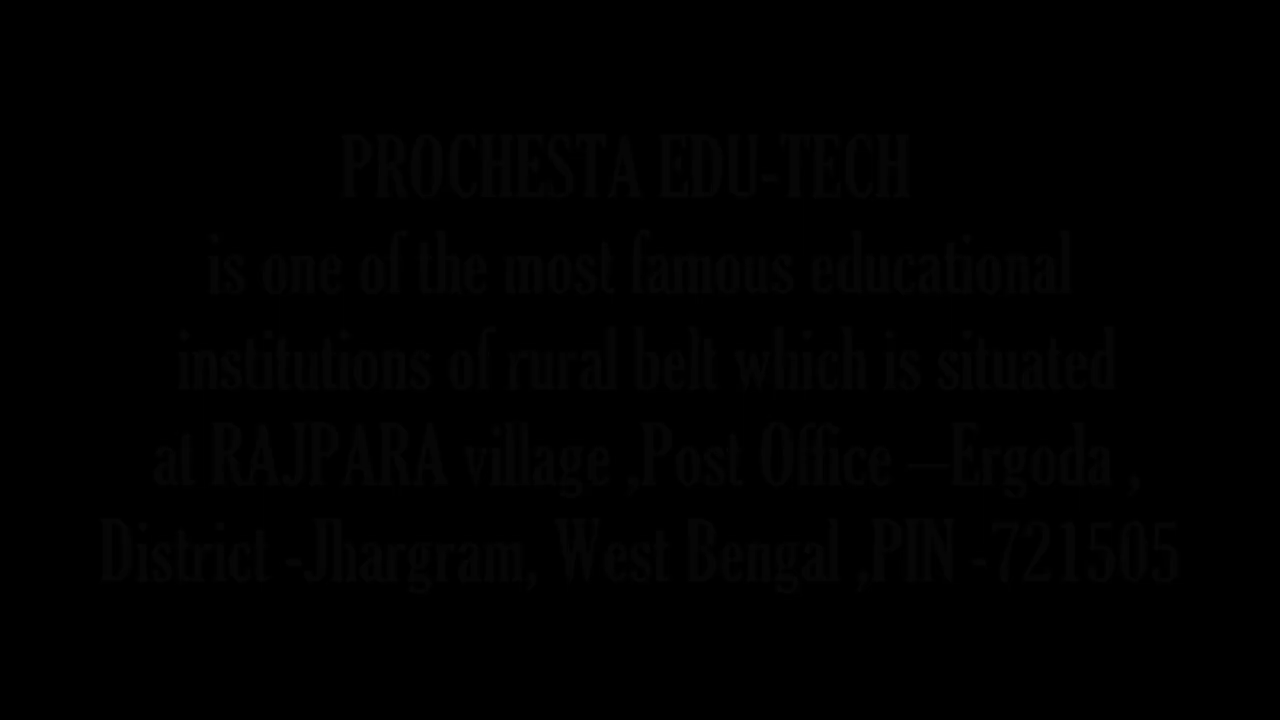 PROCHESTA EDU-TECH
is one of the most famous educational
institutions of rural belt which is situated
at RAJPARA village ,Post Office –Ergoda ,
District -Jhargram, West Bengal ,PIN -721505